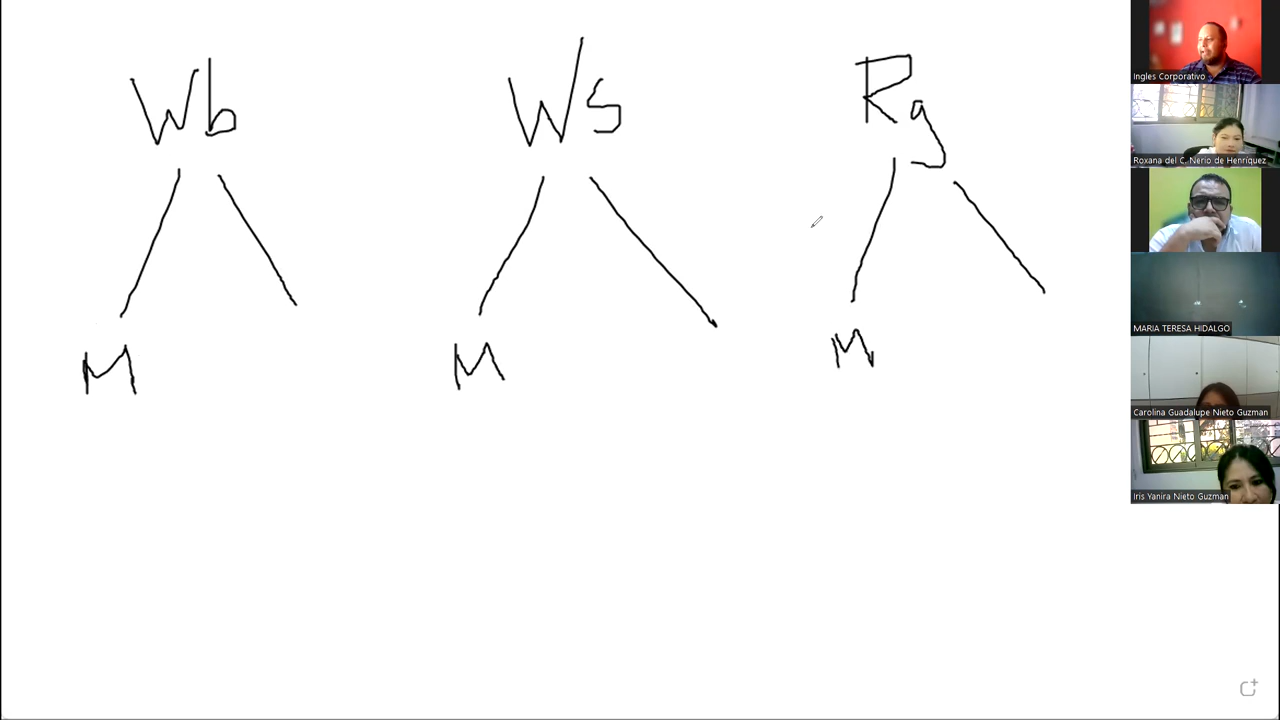 Wb Ws Rg
M M M
Ingles Corporativo
Roxana del C. Nerio de Henríquez
MARIA TERESA HIDALGO
Carolina Guadalupe Nieto Guzman
Iris Yanira Nieto Guzman